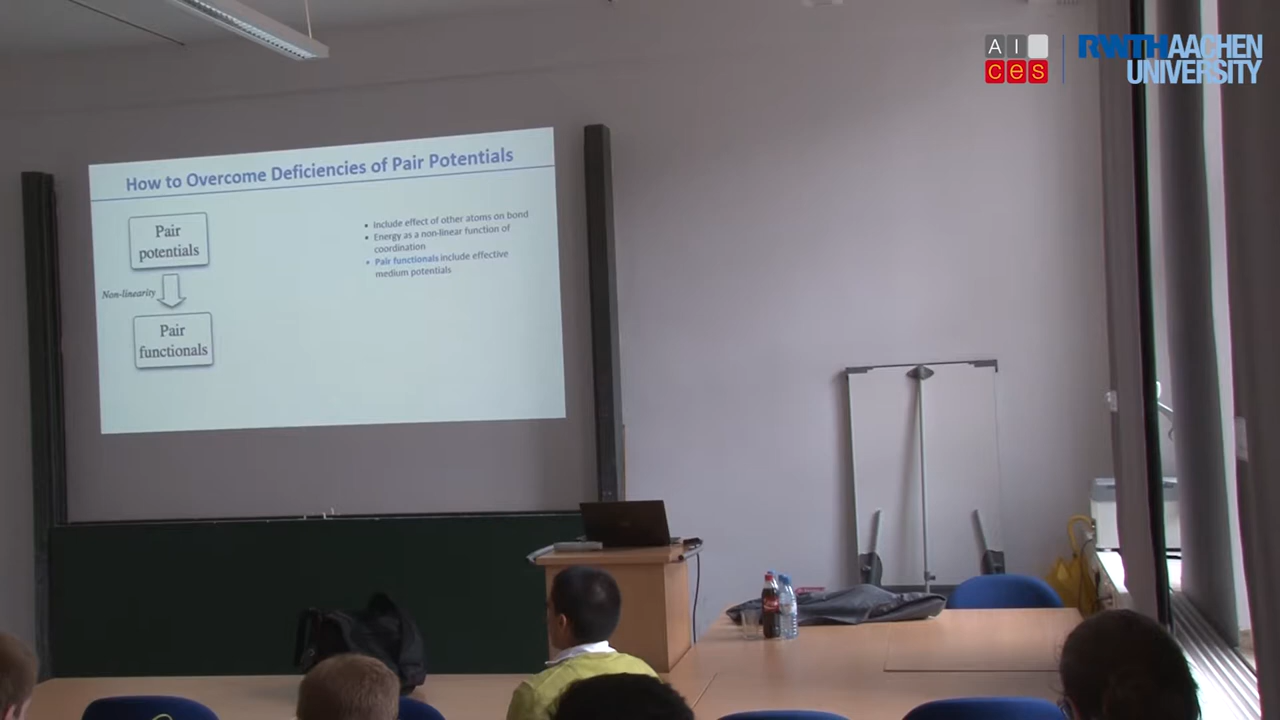 AI
ces
RWTHAACHEN
UNIVERSITY
How to Overcome Deficiencies of Pair Potentials
Pair
potentials
Non-linearity
Pair
functionals
• Include effect of other atoms on bond
• Energy as a non-linear function of
coordination
• Pair functionals include effective
medium potentials